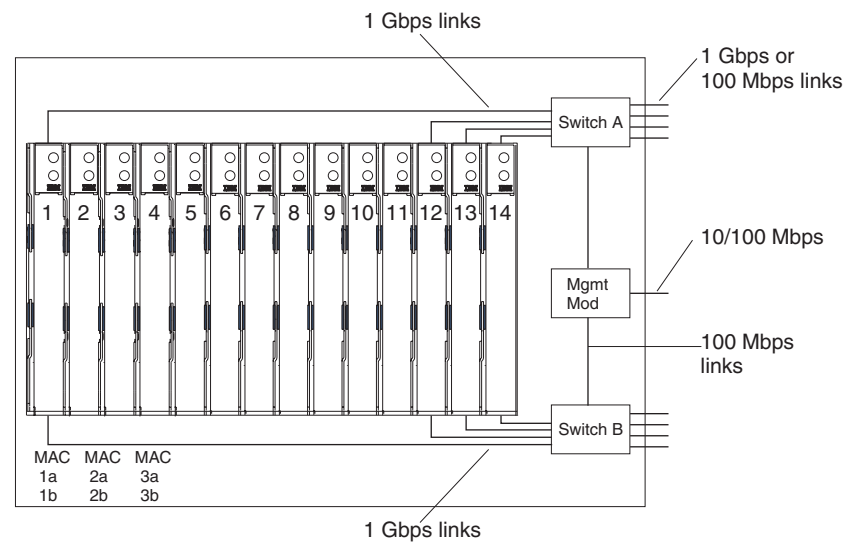 1 Gbps links
1 Gbps or
100 Mbps links
Switch A
1 2 3 4 5 6 7 8 9 10 11 12 13 14
10/100 Mbps
Mgmt
Mod
100 Mbps
links
Switch B
MAC MAC MAC
1a 2a 3a
1b 2b 3b
1 Gbps links